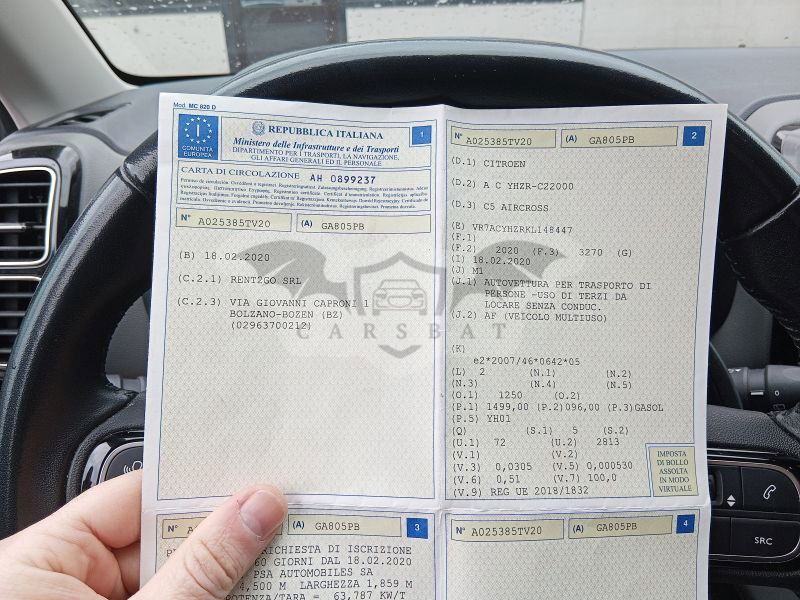 Mod. MC 820 D
I
COMUNITÀ
EUROPEA
REPUBBLICA ITALIANA
Ministero delle Infrastrutture e dei Trasporti
DIPARTIMENTO PER I TRASPORTI, LA NAVIGAZIONE,
GLI AFFARI GENERALI ED IL PERSONALE
1
CARTA DI CIRCOLAZIONE AH 0899237
N° A025385TV20 (A) GA805PB
(B) 18.02.2020
(C.2.1) RENT2GO SRL
(C.2.3) VIA GIOVANNI CAPRONI 1
BOLZANO-BOZEN (BZ)
(02963700212)
CARSBAT
N° A025385TV20 (A) GA805PB 2
(D.1) CITROEN
(D.2) A C YHZR-C22000
(D.3) C5 AIRCROSS
(E) VR7ACYHZRKL148447
(F.1)
(F.2) 2020 (F.3) 3270 (G)
(I) 18.02.2020
(J) M1
(J.1) AUTOVETTURA PER TRASPORTO DI
PERSONE -USO DI TERZI DA
LOCARE SENZA CONDUC.
(J.2) AF (VEICOLO MULTIUSO)
(K)
e2*2007/46*0642*05
(L) 2 (N.1) (N.2)
(N.3) (N.4) (N.5)
(O.1) 1250 (O.2)
(P.1) 1499,00 (P.2)096,00 (P.3)GASOL
(P.5) YH01
(Q) (S.1) 5 (S.2)
(U.1) 72 (U.2) 2813
(V.1) (V.2)
(V.3) 0,0305 (V.5) 0,000530
(V.6) 0,51 (V.7) 100,0
(V.9) REG UE 2018/1832
IMPOSTA
DI BOLLO
ASSOLTA
IN MODO
VIRTUALE
N° (A) GA805PB 3
RICHIESTA DI ISCRIZIONE
60 GIORNI DAL 18.02.2020
PSA AUTOMOBILES SA
4,500 M LARGHEZZA 1,859 M
POTENZA/TARA = 63,787 KW/T
N° A025385TV20 (A) GA805PB 4
SRC